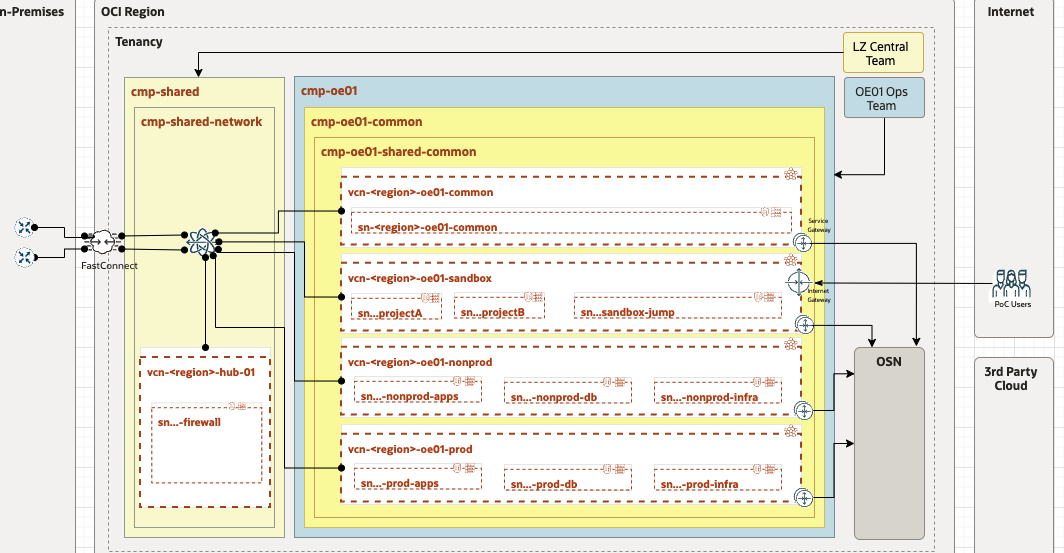 n-Premises
OCI Region
Internet
Tenancy
LZ Central
Team
cmp-shared
cmp-oe01
OE01 Ops
Team
cmp-shared-network
cmp-oe01-common
cmp-oe01-shared-common
vcn-<region>-oe01-common
sn-<region>-oe01-common
Service
Gateway
FastConnect
vcn-<region>-oe01-sandbox
Internet
Gateway
sn...projectA
sn...projectB
sn...sandbox-jump
PoC Users
vcn-<region>-oe01-nonprod
OSN
vcn-<region>-hub-01
3rd Party
Cloud
sn...-nonprod-apps
sn...-nonprod-db
sn...-nonprod-infra
sn...-firewall
vcn-<region>-oe01-prod
sn...-prod-apps
sn...-prod-db
sn...-prod-infra